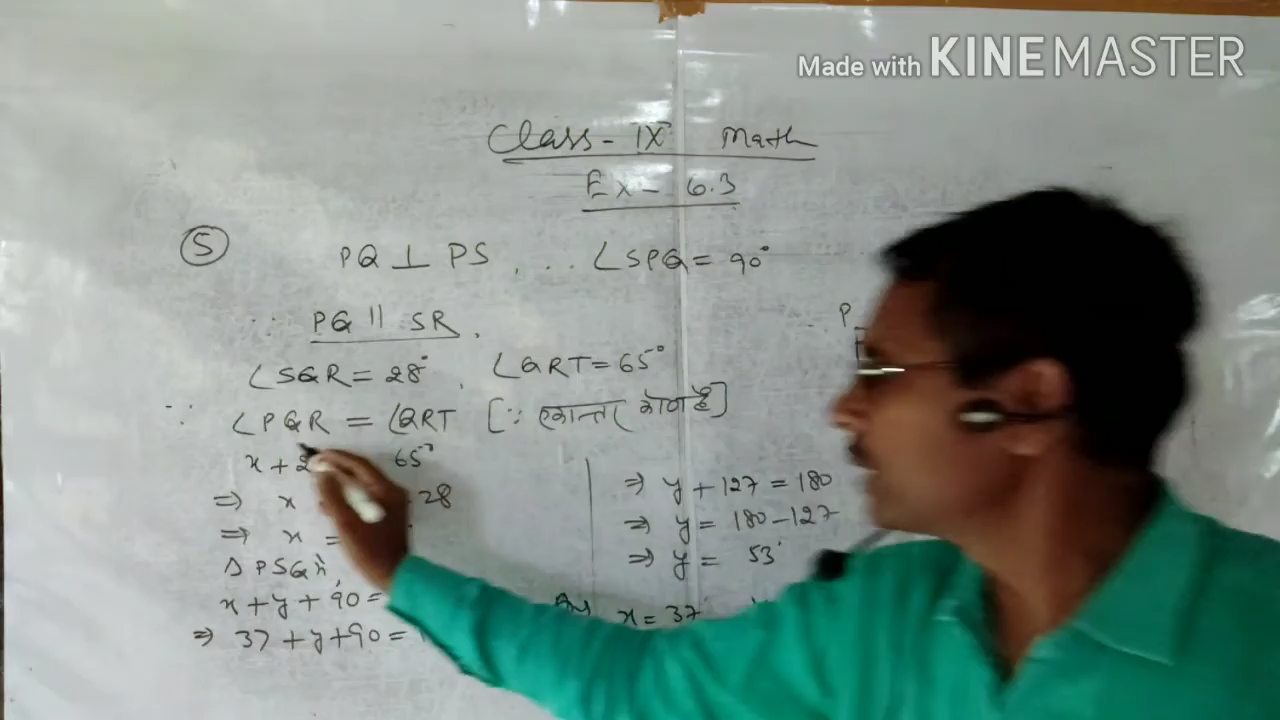 Made with KINEMASTER
Class - IX Math
Ex - 6.3
5
PQ ⊥ PS, ... ∠SPQ = 90°
∵ PQ || SR.
∠SQR = 28°, ∠QRT = 65°
∵ ∠PQR = ∠QRT [∵ एकान्तर कोण है]
x + 2 65°
⇒ x 28
⇒ x =
Δ PSQ में,
x + y + 90 =
⇒ 37 + y + 90 =
⇒ y + 127 = 180
⇒ y = 180 - 127
⇒ y = 53°
Ans x = 37°
P